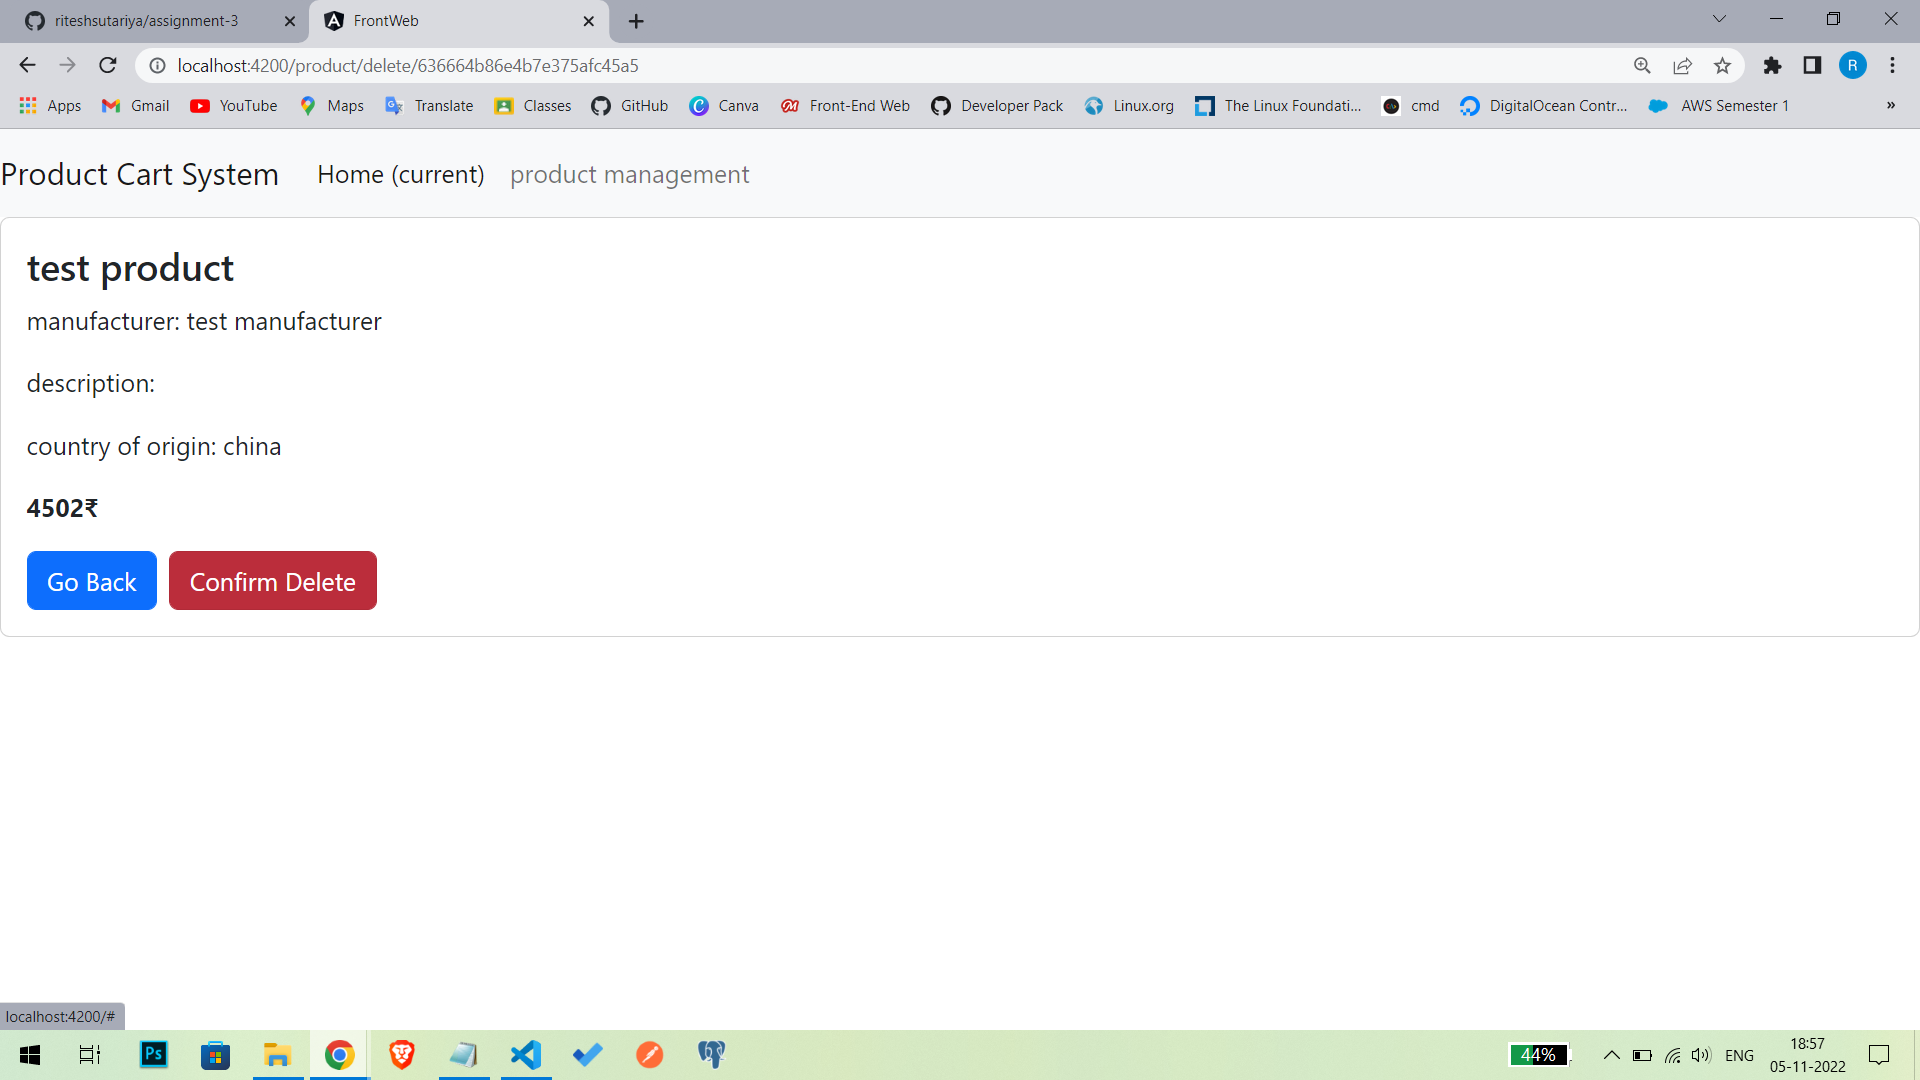 riteshsutariya/assignment-3
FrontWeb
localhost:4200/product/delete/636664b86e4b7e375afc45a5
R
Apps
Gmail
YouTube
Maps
Translate
Classes
GitHub
Canva
Front-End Web
Developer Pack
Linux.org
The Linux Foundati...
cmd
DigitalOcean Contr...
AWS Semester 1
»
Product Cart System
Home (current)
product management
test product
manufacturer: test manufacturer
description:
country of origin: china
4502₹
Go Back
Confirm Delete
localhost:4200/#
Ps
44%
ENG
18:57
05-11-2022